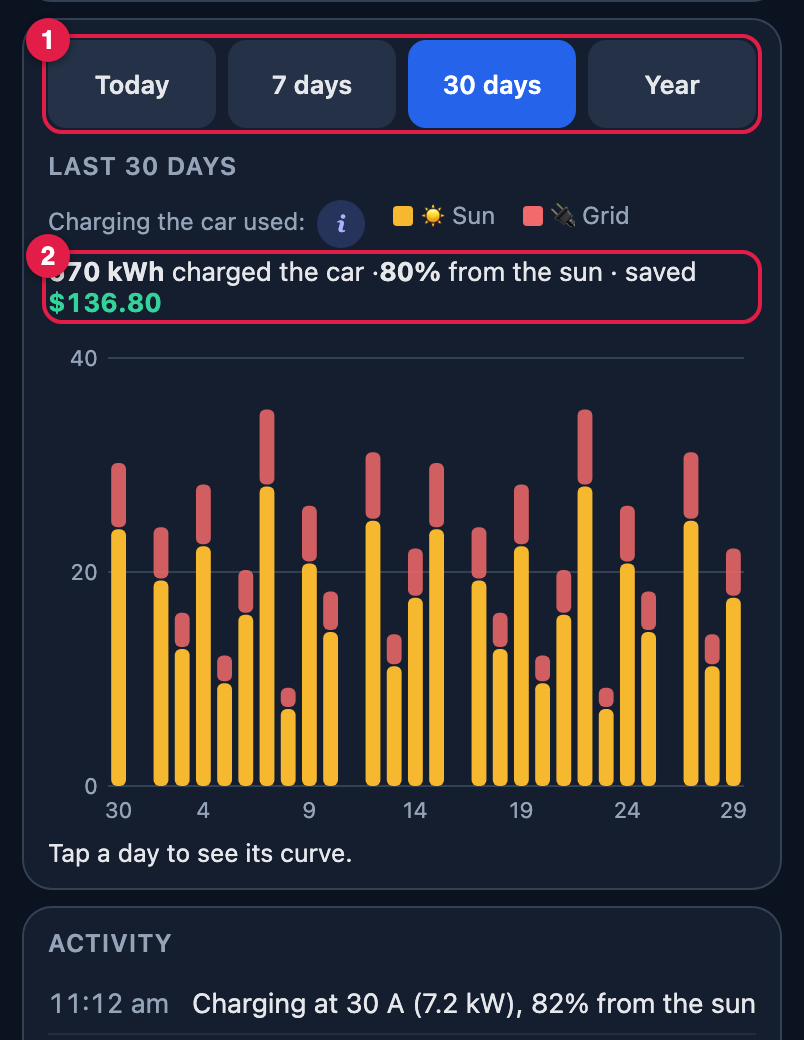 1
Today 7 days 30 days Year
LAST 30 DAYS
Charging the car used: i Sun Grid
2
70 kWh charged the car ·80% from the sun · saved
$136.80
40
20
0
30 4 9 14 19 24 29
Tap a day to see its curve.
ACTIVITY
11:12 am Charging at 30 A (7.2 kW), 82% from the sun